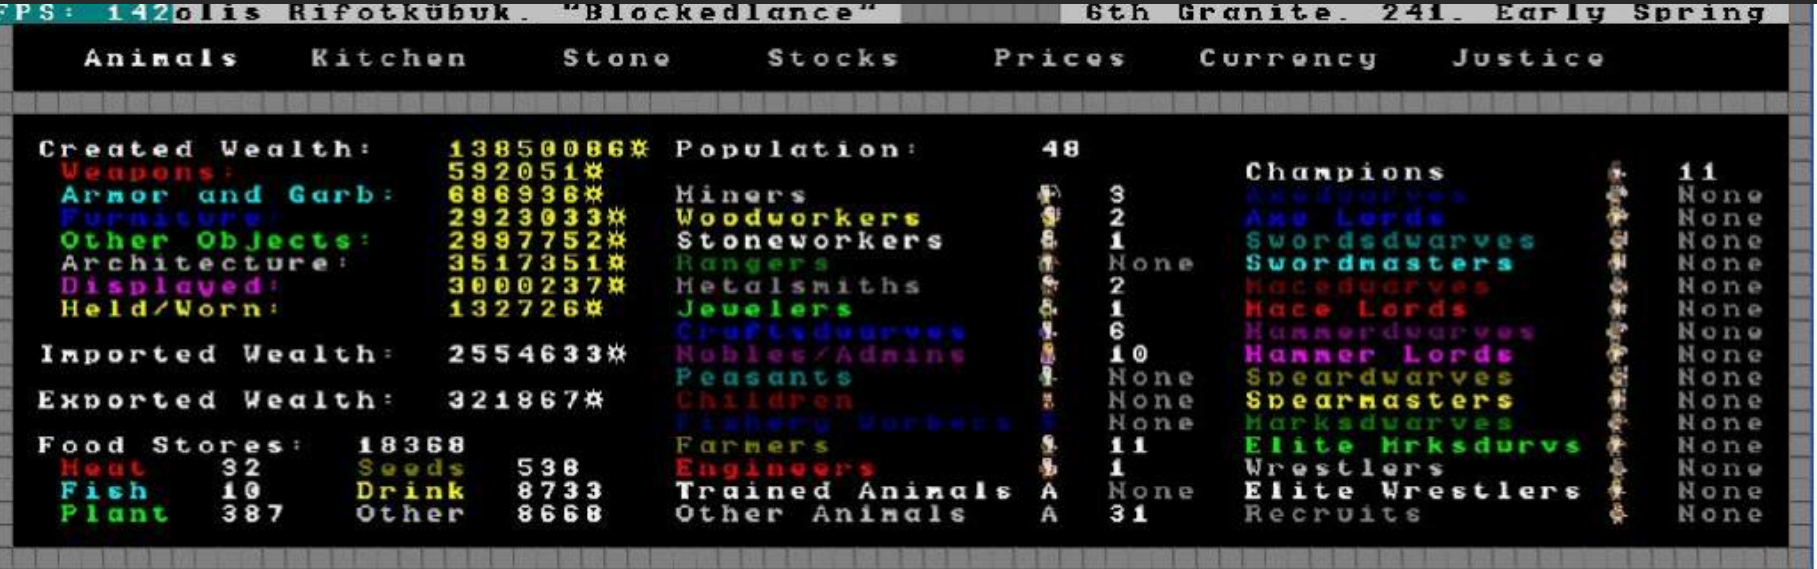 FPS: 142olis Rifotkûbuk. "Blockedlance" 6th Granite. 241. Early Spring
Animals Kitchen Stone Stocks Prices Currency Justice
Created Wealth: 13850086☼ Population: 48
Weapons: 592051☼ Champions 11
Armor and Garb: 686936☼ Miners 3 Axedwarves None
Furniture: 2923033☼ Woodworkers 2 Axe Lords None
Other Objects: 2997752☼ Stoneworkers 1 Swordsdwarves None
Architecture: 3517351☼ Rangers None Swordmasters None
Displayed: 3000237☼ Metalsmiths 2 Macedwarves None
Held/Worn: 132726☼ Jewelers 1 Mace Lords None
Craftsdwarves 6 Hammerdwarves None
Imported Wealth: 2554633☼ Nobles/Admins 10 Hammer Lords None
Peasants None Speardwarves None
Exported Wealth: 321867☼ Children None Spearmasters None
Fishery Workers None Marksdwarves None
Food Stores: 18368 Farmers 11 Elite Mrksdwrvs None
Meat 32 Seeds 538 Engineers 1 Wrestlers None
Fish 10 Drink 8733 Trained Animals A None Elite Wrestlers None
Plant 387 Other 8668 Other Animals A 31 Recruits None